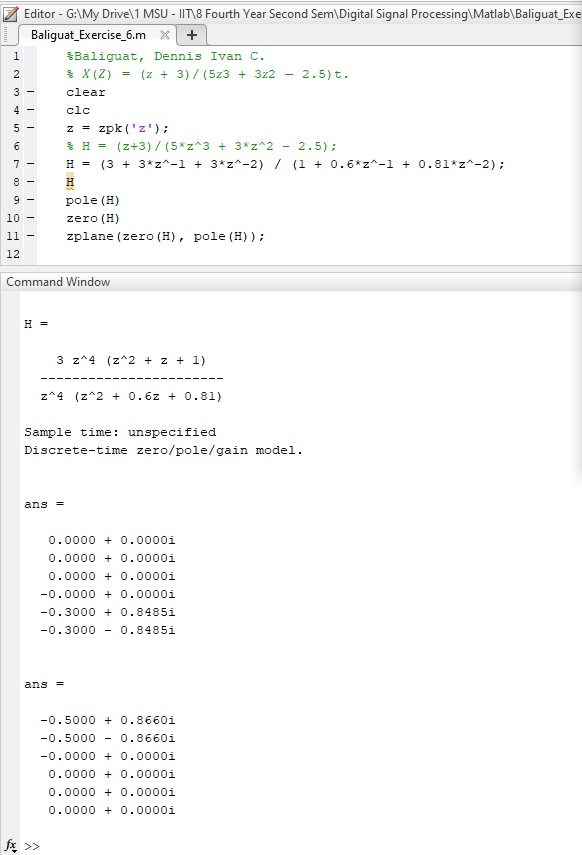 Editor - G:\My Drive\1 MSU - IIT\8 Fourth Year Second Sem\Digital Signal Processing\Matlab\Baliguat_Exe
Baliguat_Exercise_6.m × +
1 %Baliguat, Dennis Ivan C.
2 % X(Z) = (z + 3)/(5z3 + 3z2 − 2.5)t.
3 − clear
4 − clc
5 − z = zpk('z');
6 % H = (z+3)/(5*z^3 + 3*z^2 - 2.5);
7 − H = (3 + 3*z^-1 + 3*z^-2) / (1 + 0.6*z^-1 + 0.81*z^-2);
8 − H
9 − pole(H)
10 − zero(H)
11 − zplane(zero(H), pole(H));
12
Command Window
H =
3 z^4 (z^2 + z + 1)
-----------------------
z^4 (z^2 + 0.6z + 0.81)
Sample time: unspecified
Discrete-time zero/pole/gain model.
ans =
0.0000 + 0.0000i
0.0000 + 0.0000i
0.0000 + 0.0000i
-0.0000 + 0.0000i
-0.3000 + 0.8485i
-0.3000 - 0.8485i
ans =
-0.5000 + 0.8660i
-0.5000 - 0.8660i
-0.0000 + 0.0000i
0.0000 + 0.0000i
0.0000 + 0.0000i
0.0000 + 0.0000i
fx >>